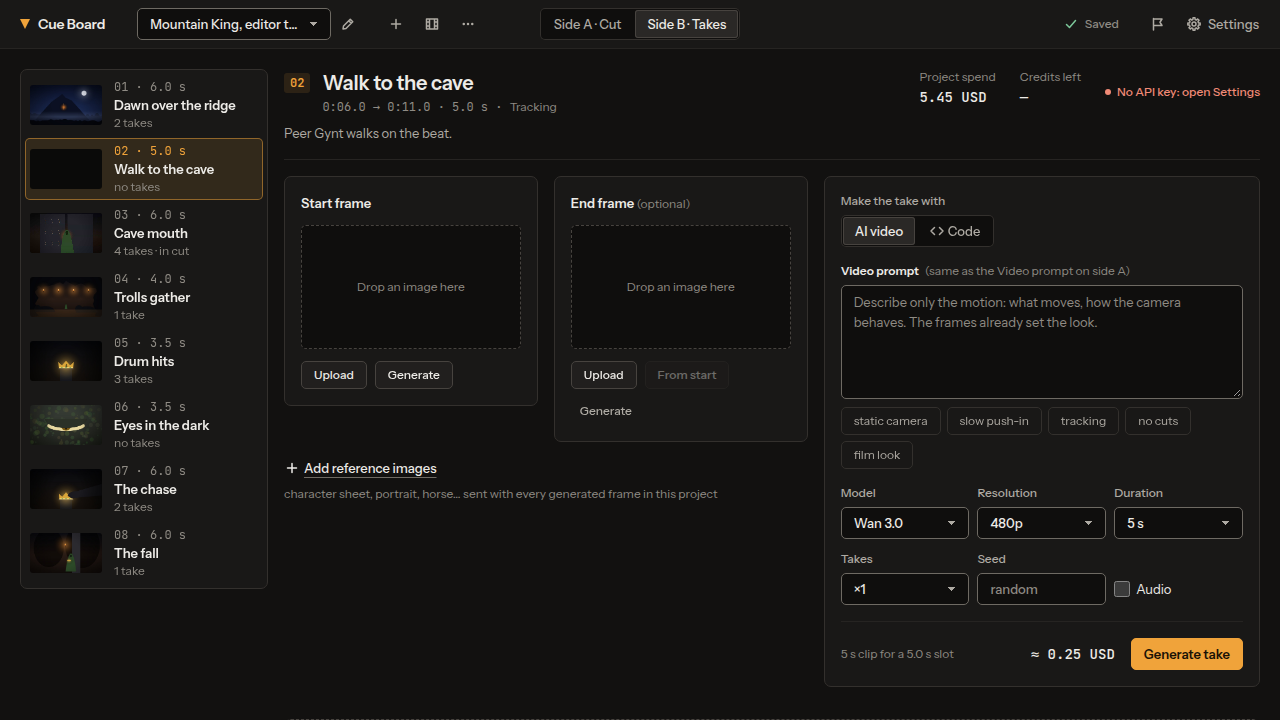 Cue Board
Mountain King, editor t...
Side A · Cut
Side B · Takes
Saved
Settings
01 · 6.0 s
Dawn over the ridge
2 takes
02 · 5.0 s
Walk to the cave
no takes
03 · 6.0 s
Cave mouth
4 takes · in cut
04 · 4.0 s
Trolls gather
1 take
05 · 3.5 s
Drum hits
3 takes
06 · 3.5 s
Eyes in the dark
no takes
07 · 6.0 s
The chase
2 takes
08 · 6.0 s
The fall
1 take
02
Walk to the cave
0:06.0 → 0:11.0 · 5.0 s · Tracking
Peer Gynt walks on the beat.
Project spend
5.45 USD
Credits left
—
No API key: open Settings
Start frame
Drop an image here
Upload
Generate
End frame (optional)
Drop an image here
Upload
From start
Generate
Add reference images
character sheet, portrait, horse... sent with every generated frame in this project
Make the take with
AI video
<> Code
Video prompt (same as the Video prompt on side A)
Describe only the motion: what moves, how the camera
behaves. The frames already set the look.
static camera
slow push-in
tracking
no cuts
film look
Model
Resolution
Duration
Wan 3.0
480p
5 s
Takes
Seed
×1
random
Audio
5 s clip for a 5.0 s slot
≈ 0.25 USD
Generate take